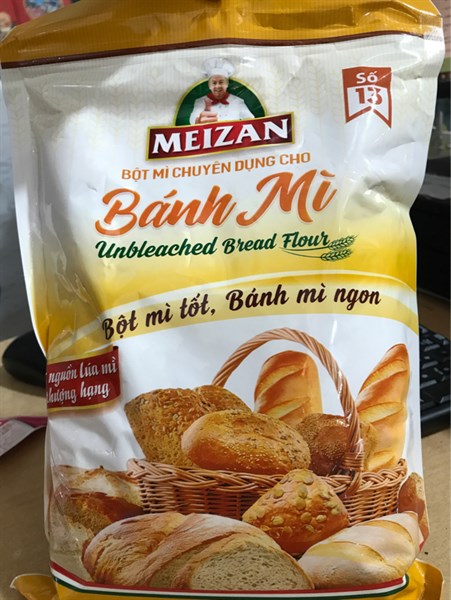 Số
13
MEIZAN
BỘT MÌ CHUYÊN DỤNG CHO
Bánh Mì
Unbleached Bread Flour
Bột mì tốt, Bánh mì ngon
nguồn lúa mì
thượng hạng